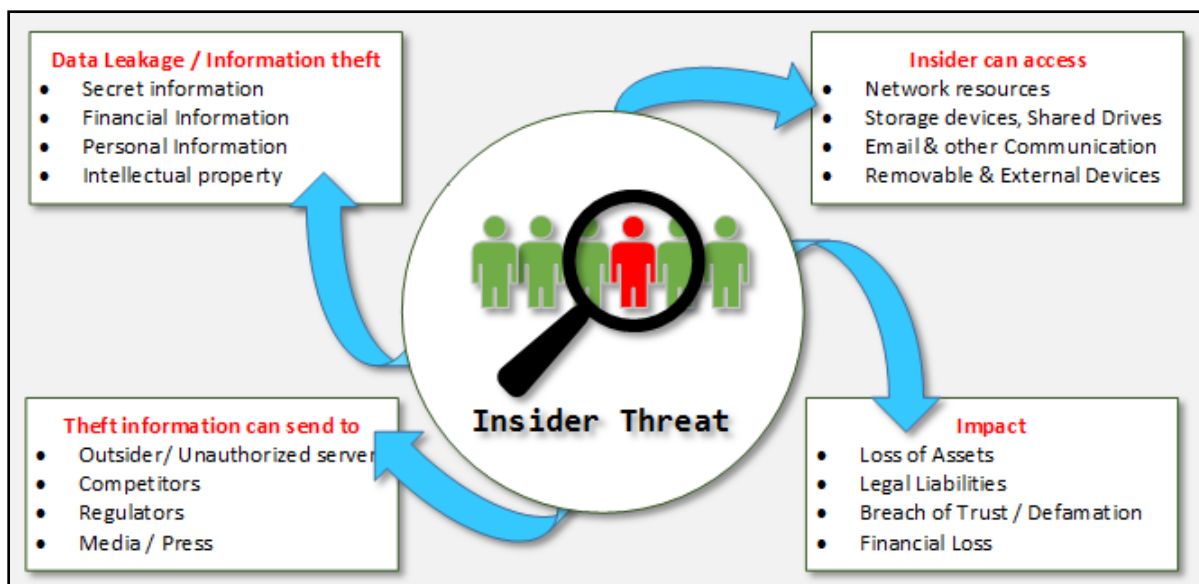 Data Leakage / Information theft
• Secret information
• Financial Information
• Personal Information
• Intellectual property
Insider can access
• Network resources
• Storage devices, Shared Drives
• Email & other Communication
• Removable & External Devices
Insider Threat
Theft information can send to
• Outsider/ Unauthorized server
• Competitors
• Regulators
• Media / Press
Impact
• Loss of Assets
• Legal Liabilities
• Breach of Trust / Defamation
• Financial Loss